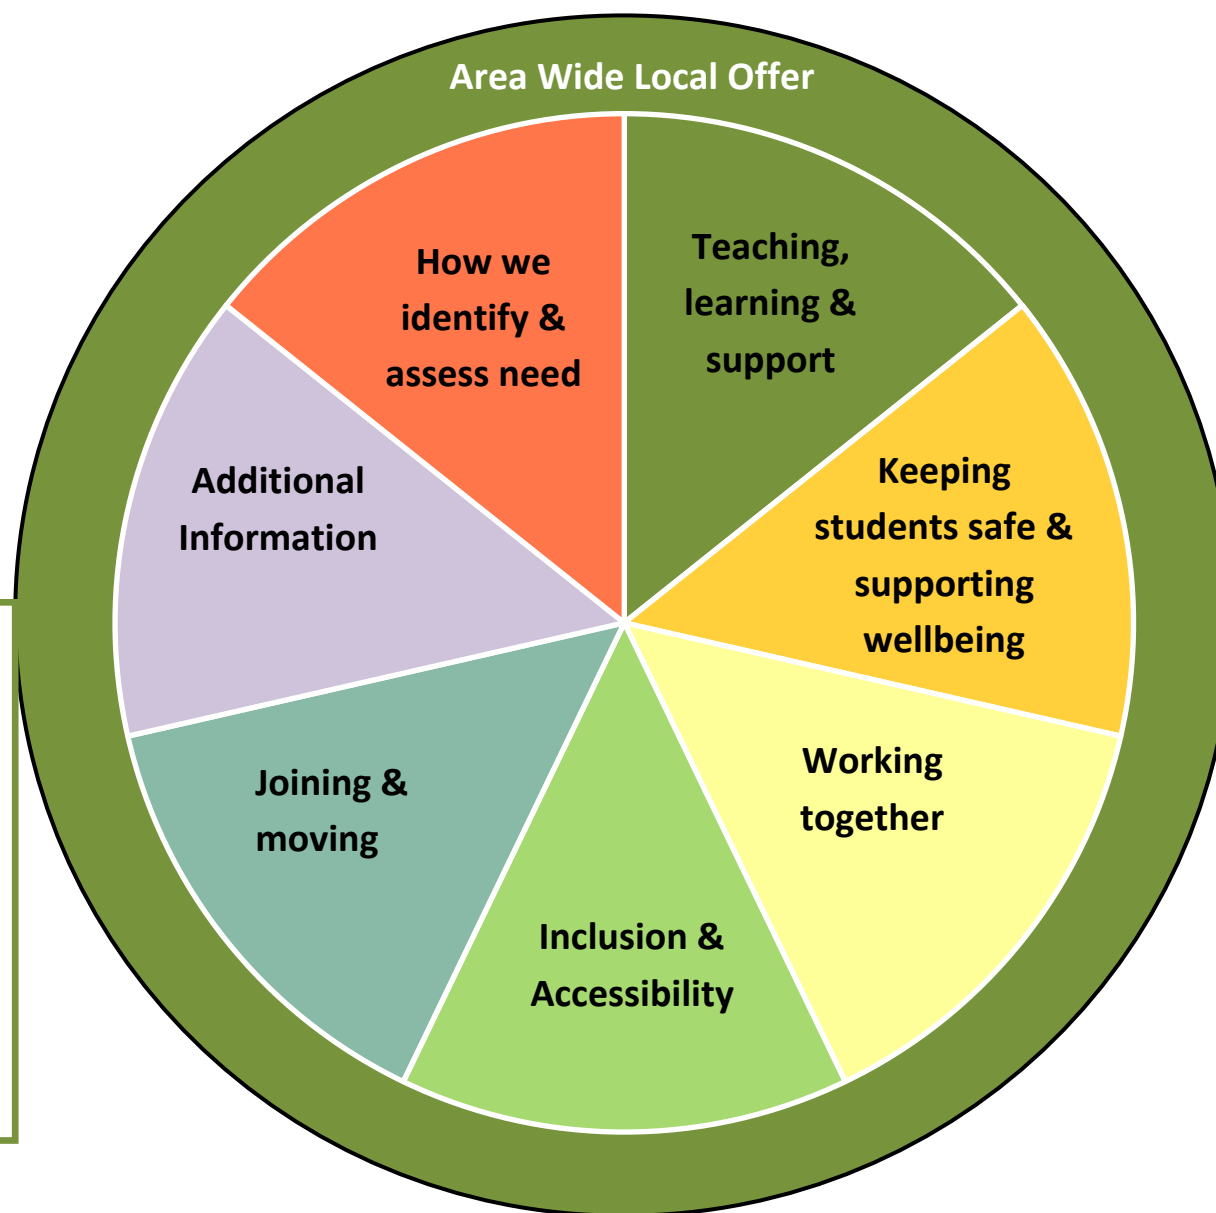 Area Wide Local Offer
How we
identify &
assess need
Teaching,
learning &
support
Keeping
students safe &
supporting
wellbeing
Working
together
Inclusion &
Accessibility
Joining &
moving
Additional
Information